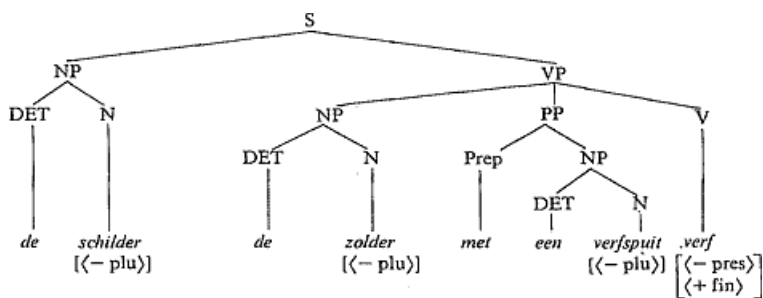 S
NP VP
DET N NP PP V
DET N Prep NP
DET N
de schilder de zolder met een verfspuit .verf
[⟨− plu⟩] [⟨− plu⟩] [⟨− plu⟩] [⟨− pres⟩
⟨+ fin⟩]